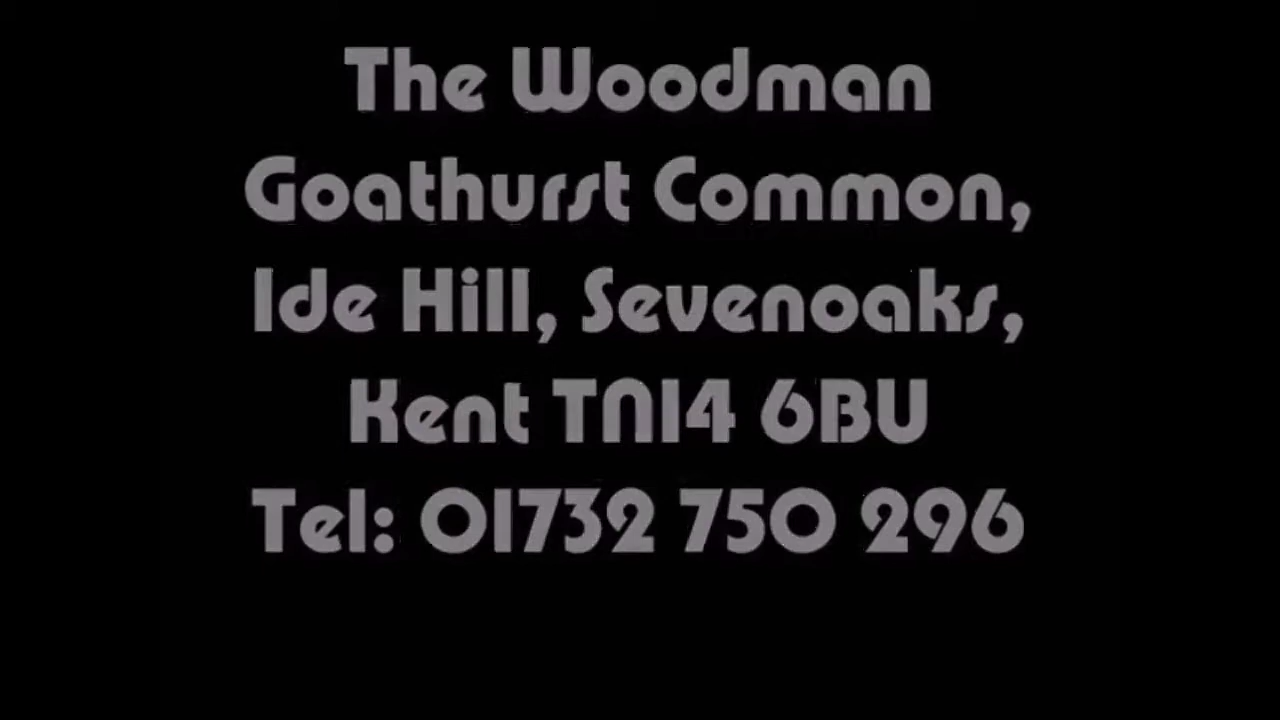 The Woodman
Goathurst Common,
Ide Hill, Sevenoaks,
Kent TN14 6BU
Tel: 01732 750 296